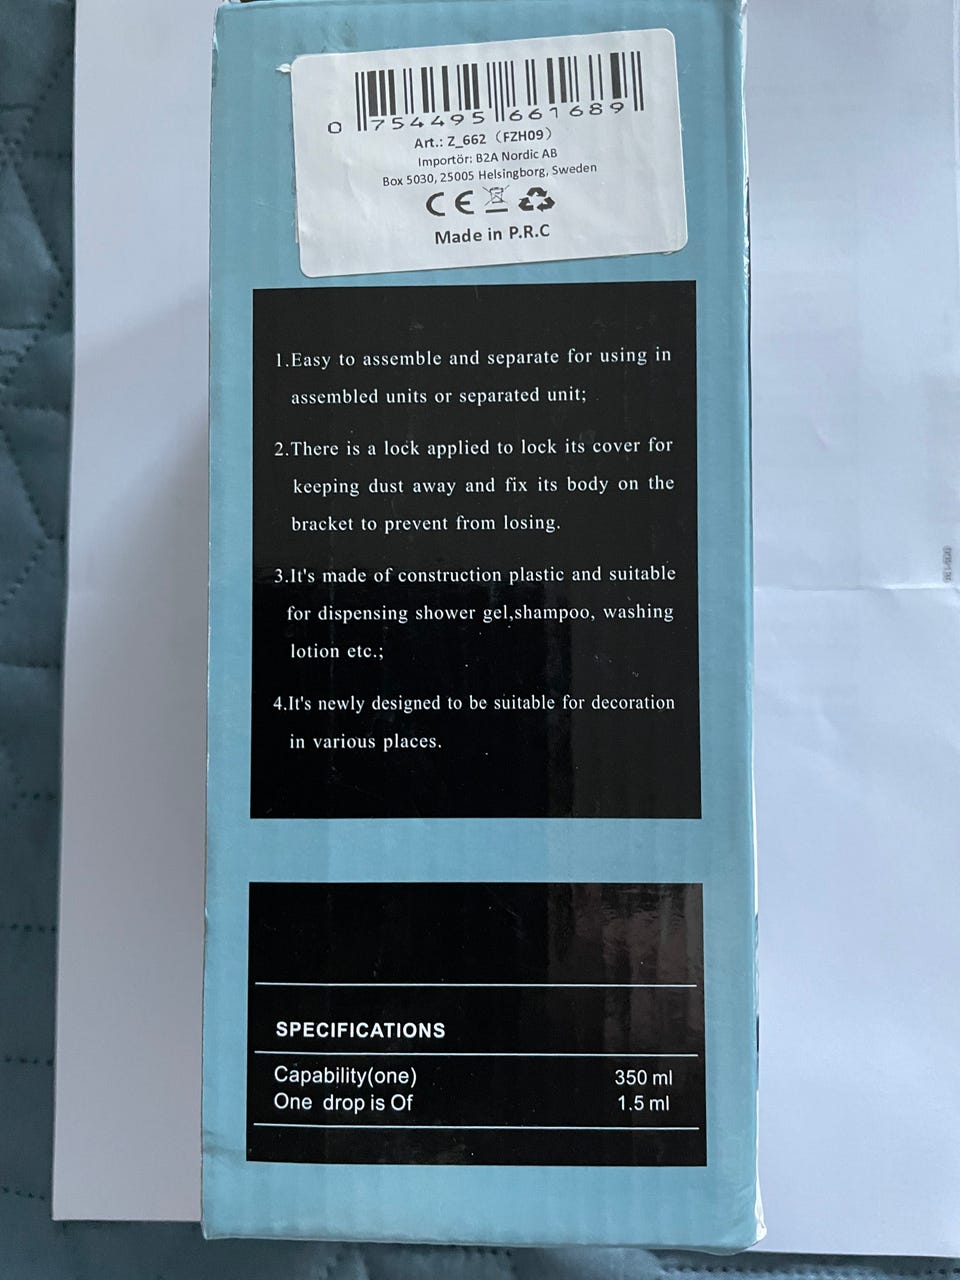 0 754495 661689
Art.: Z_662 (FZH09)
Importör: B2A Nordic AB
Box 5030, 25005 Helsingborg, Sweden
CE
Made in P.R.C
1.Easy to assemble and separate for using in
assembled units or separated unit;
2.There is a lock applied to lock its cover for
keeping dust away and fix its body on the
bracket to prevent from losing.
3.It's made of construction plastic and suitable
for dispensing shower gel,shampoo, washing
lotion etc.;
4.It's newly designed to be suitable for decoration
in various places.
SPECIFICATIONS
Capability(one) 350 ml
One drop is Of 1.5 ml